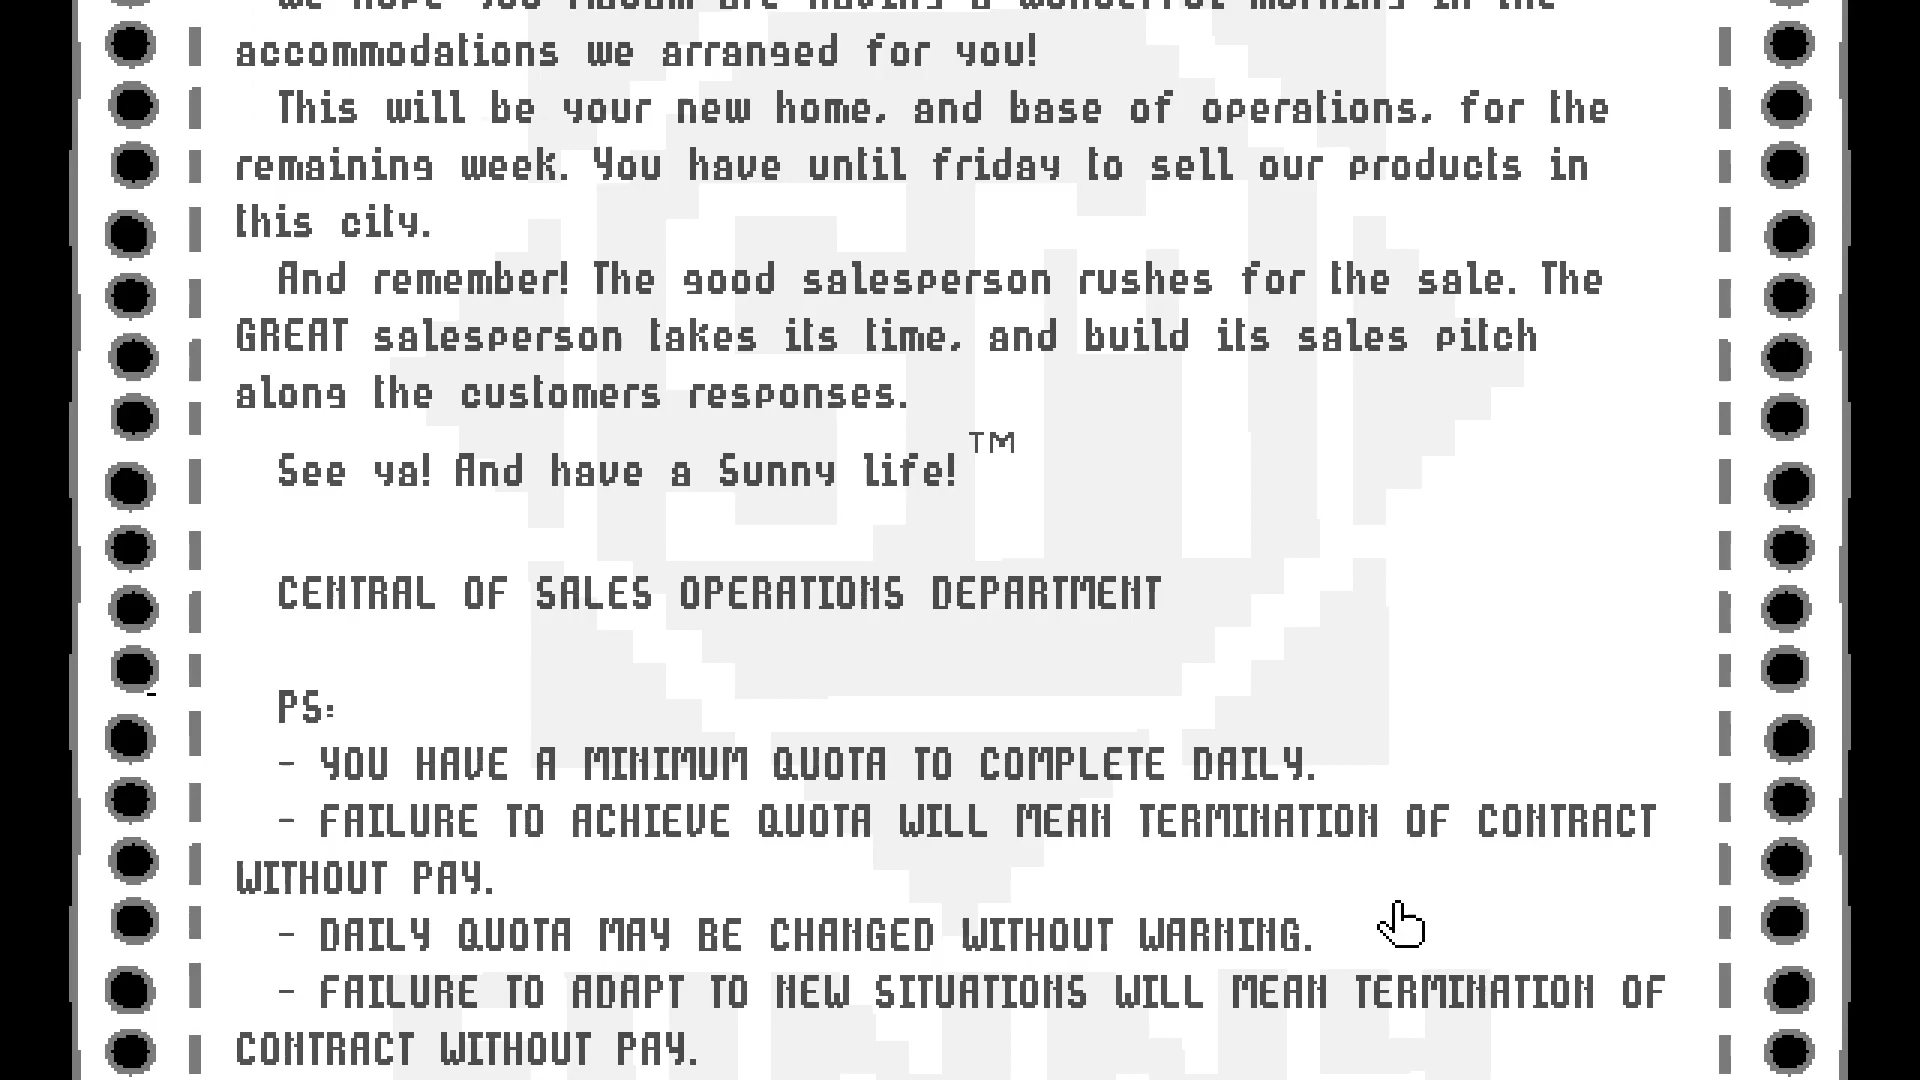 accommodations we arranged for you!
This will be your new home, and base of operations, for the
remaining week. You have until friday to sell our products in
this city.
And remember! The good salesperson rushes for the sale. The
GREAT salesperson takes its time, and build its sales pitch
along the customers responses.
See ya! And have a Sunny life!™
CENTRAL OF SALES OPERATIONS DEPARTMENT
PS:
- YOU HAVE A MINIMUM QUOTA TO COMPLETE DAILY.
- FAILURE TO ACHIEVE QUOTA WILL MEAN TERMINATION OF CONTRACT
WITHOUT PAY.
- DAILY QUOTA MAY BE CHANGED WITHOUT WARNING.
- FAILURE TO ADAPT TO NEW SITUATIONS WILL MEAN TERMINATION OF
CONTRACT WITHOUT PAY.